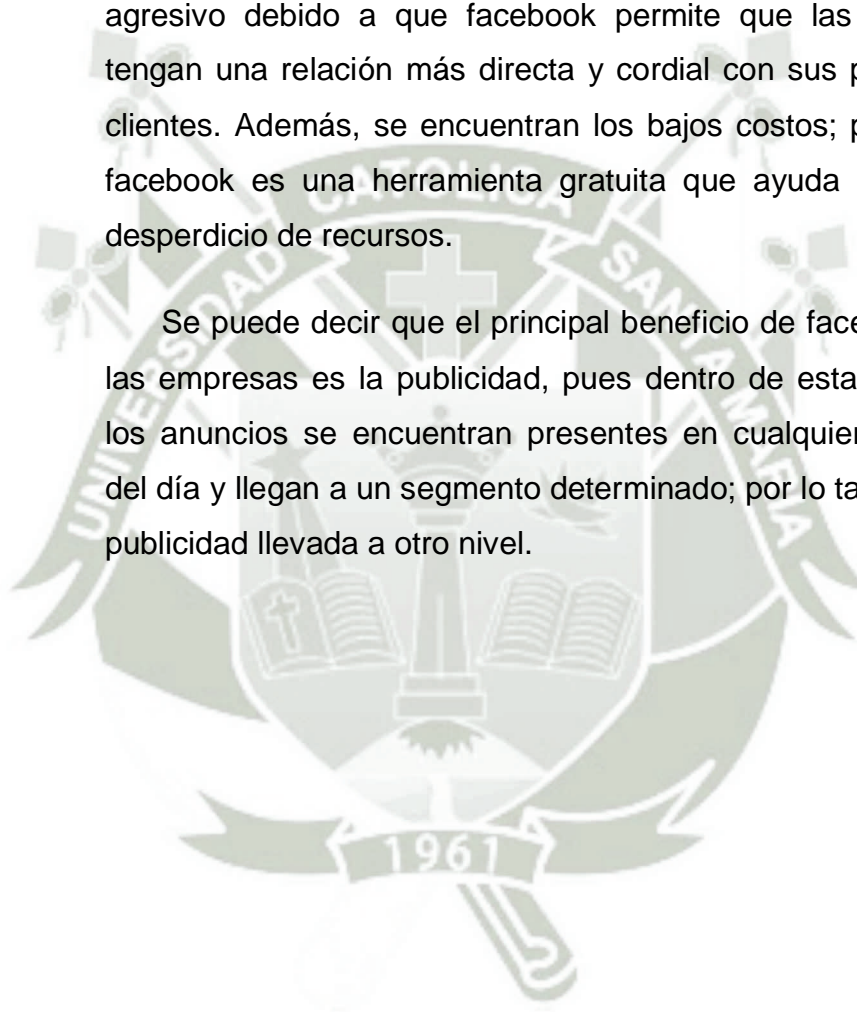 agresivo debido a que facebook permite que las
tengan una relación más directa y cordial con sus
clientes. Además, se encuentran los bajos costos;
facebook es una herramienta gratuita que ayuda
desperdicio de recursos.
Se puede decir que el principal beneficio de
las empresas es la publicidad, pues dentro de esta
los anuncios se encuentran presentes en
del día y llegan a un segmento determinado; por lo
publicidad llevada a otro nivel.
UNIVERSIDAD CATOLICA SANTA MARIA
1961